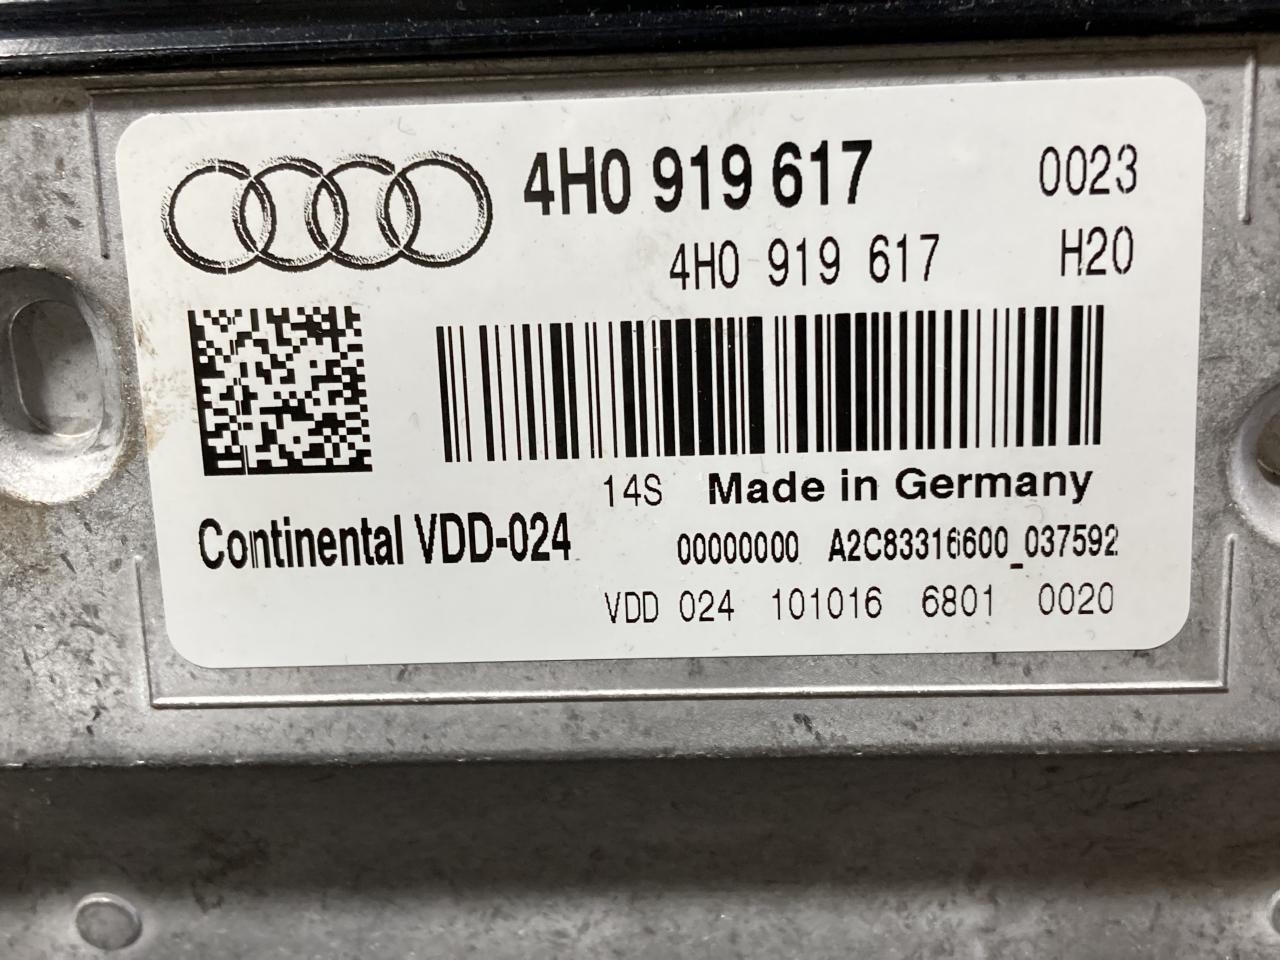 4H0 919 617 0023
4H0 919 617 H20
14S Made in Germany
Continental VDD-024
00000000 A2C83316600_037592
VDD 024 101016 6801 0020